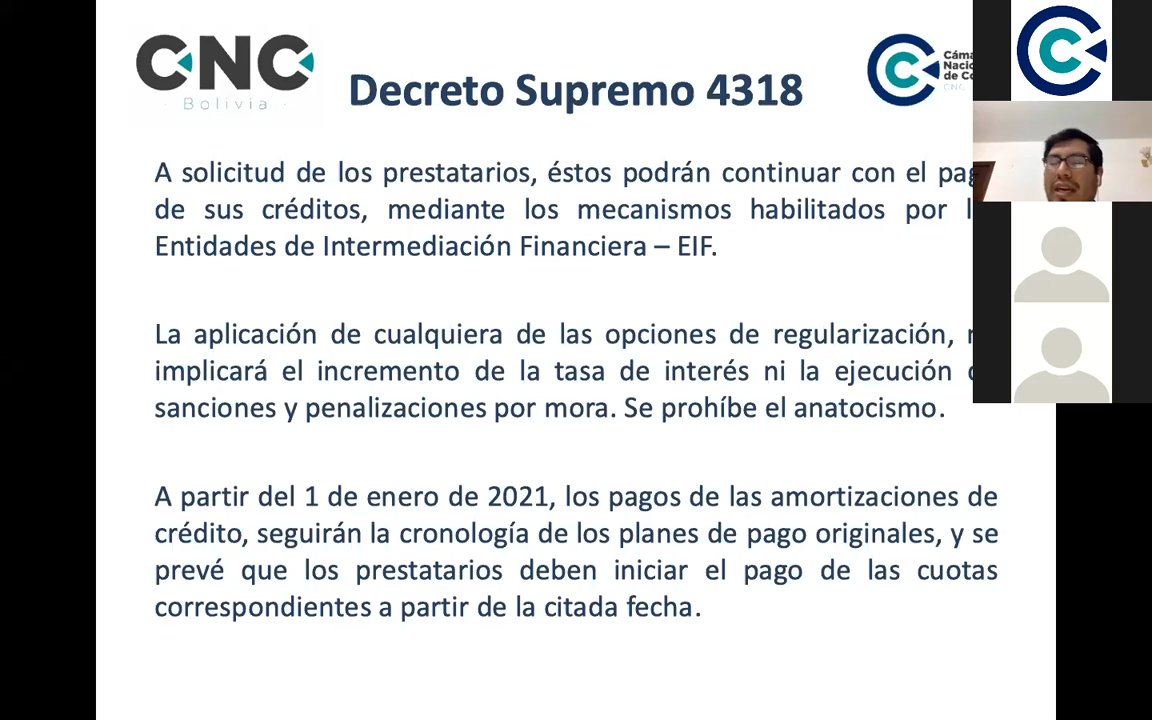 CNC
Bolivia
Decreto Supremo 4318
Cáma
Nacio
de Co
CNC
A solicitud de los prestatarios, éstos podrán continuar con el pag
de sus créditos, mediante los mecanismos habilitados por l
Entidades de Intermediación Financiera – EIF.
La aplicación de cualquiera de las opciones de regularización,
implicará el incremento de la tasa de interés ni la ejecución
sanciones y penalizaciones por mora. Se prohíbe el anatocismo.
A partir del 1 de enero de 2021, los pagos de las amortizaciones de
crédito, seguirán la cronología de los planes de pago originales, y se
prevé que los prestatarios deben iniciar el pago de las cuotas
correspondientes a partir de la citada fecha.